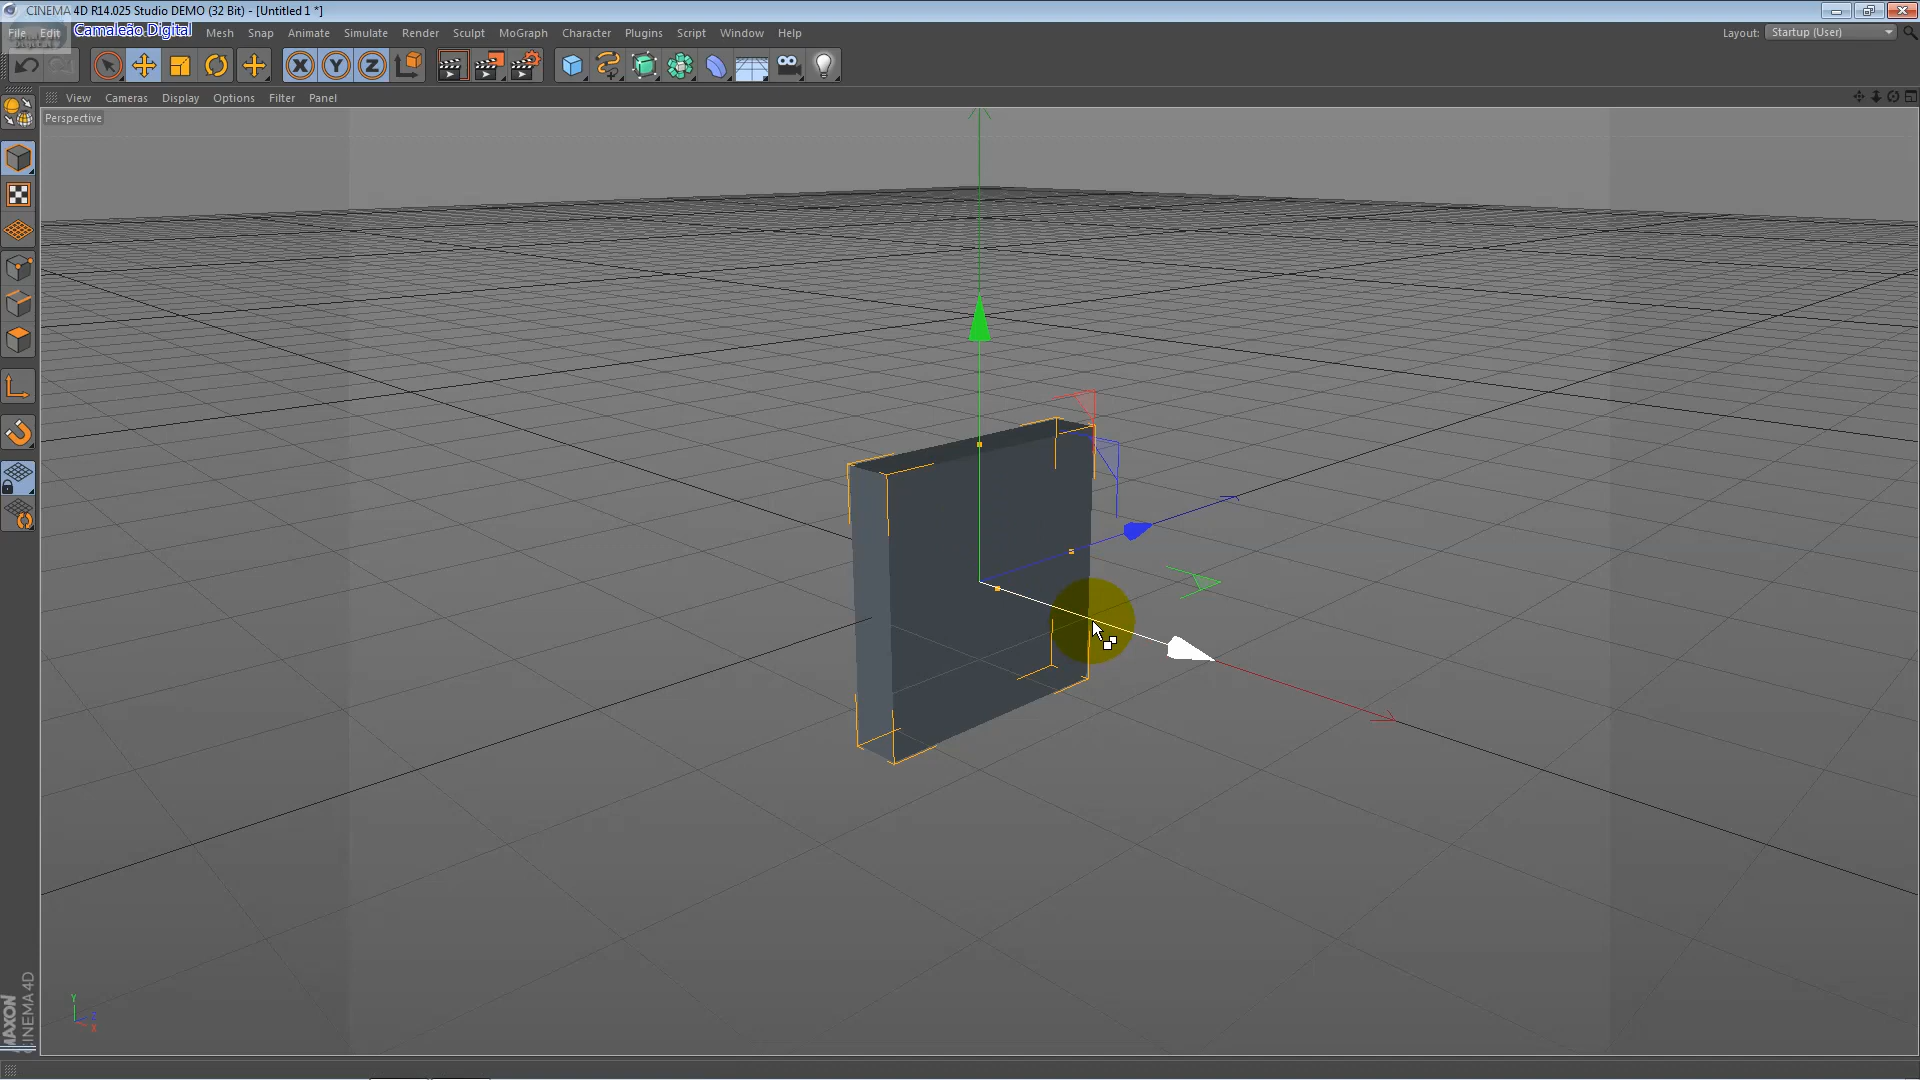 CINEMA 4D R14.025 Studio DEMO (32 Bit) - [Untitled 1 *]
File Edit Camaleão Digital Mesh Snap Animate Simulate Render Sculpt MoGraph Character Plugins Script Window Help Layout: Startup (User)
X Y Z
View Cameras Display Options Filter Panel
Perspective
Y
Z
X
MAXON
CINEMA 4D